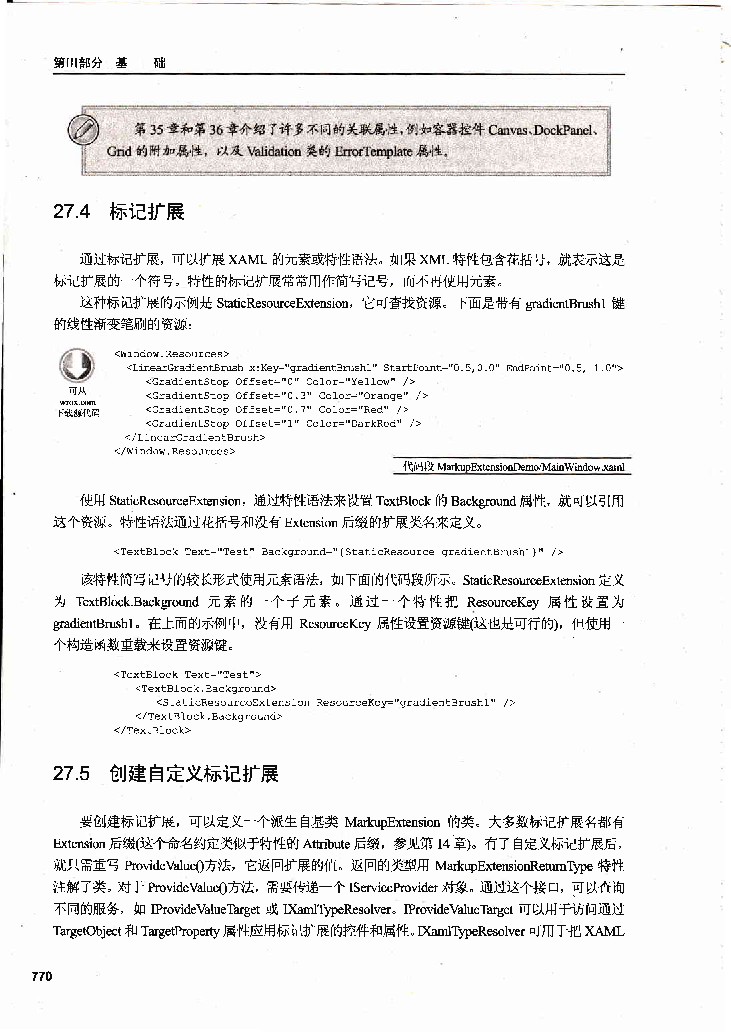 第III部分 基 础
第 35 章和第 36 章介绍了许多不同的关联属性，例如容器控件 Canvas、DockPanel、
Grid 的附加属性，以及 Validation 类的 ErrorTemplate 属性。
27.4 标记扩展
通过标记扩展，可以扩展 XAML 的元素或特性语法。如果 XML 特性包含花括号，就表示这是
标记扩展的一个符号。特性的标记扩展常常用作简写记号，而不再使用元素。
这种标记扩展的示例是 StaticResourceExtension，它可查找资源。下面是带有 gradientBrush1 键
的线性渐变笔刷的资源：
<Window.Resources>
<LinearGradientBrush x:Key="gradientBrush1" StartPoint="0.5,0.0" EndPoint="0.5, 1.0">
<GradientStop Offset="0" Color="Yellow" />
可从
<GradientStop Offset="0.3" Color="Orange" />
wrox.com
<GradientStop Offset="0.7" Color="Red" />
下载源代码
<GradientStop Offset="1" Color="DarkRed" />
</LinearGradientBrush>
</Window.Resources>
代码段 MarkupExtensionDemo/MainWindow.xaml
使用 StaticResourceExtension，通过特性语法来设置 TextBlock 的 Background 属性，就可以引用
这个资源。特性语法通过花括号和没有 Extension 后缀的扩展类名来定义。
<TextBlock Text="Test" Background="{StaticResource gradientBrush1}" />
该特性简写记号的较长形式使用元素语法，如下面的代码段所示。StaticResourceExtension 定义
为 TextBlock.Background 元素的一个子元素。通过一个特性把 ResourceKey 属性设置为
gradientBrush1。在上面的示例中，没有用 ResourceKey 属性设置资源键(这也是可行的)，但使用一
个构造函数重载来设置资源键。
<TextBlock Text="Test">
<TextBlock.Background>
<StaticResourceExtension ResourceKey="gradientBrush1" />
</TextBlock.Background>
</TextBlock>
27.5 创建自定义标记扩展
要创建标记扩展，可以定义一个派生自基类 MarkupExtension 的类。大多数标记扩展名都有
Extension 后缀(这个命名约定类似于特性的 Attribute 后缀，参见第 14 章)。有了自定义标记扩展后，
就只需重写 ProvideValue()方法，它返回扩展的值。返回的类型用 MarkupExtensionReturnType 特性
注解了类。对于 ProvideValue()方法，需要传递一个 IServiceProvider 对象。通过这个接口，可以查询
不同的服务，如 IProvideValueTarget 或 IXamlTypeResolver。IProvideValueTarget 可以用于访问通过
TargetObject 和 TargetProperty 属性应用标记扩展的控件和属性。IXamlTypeResolver 可用于把 XAML
770